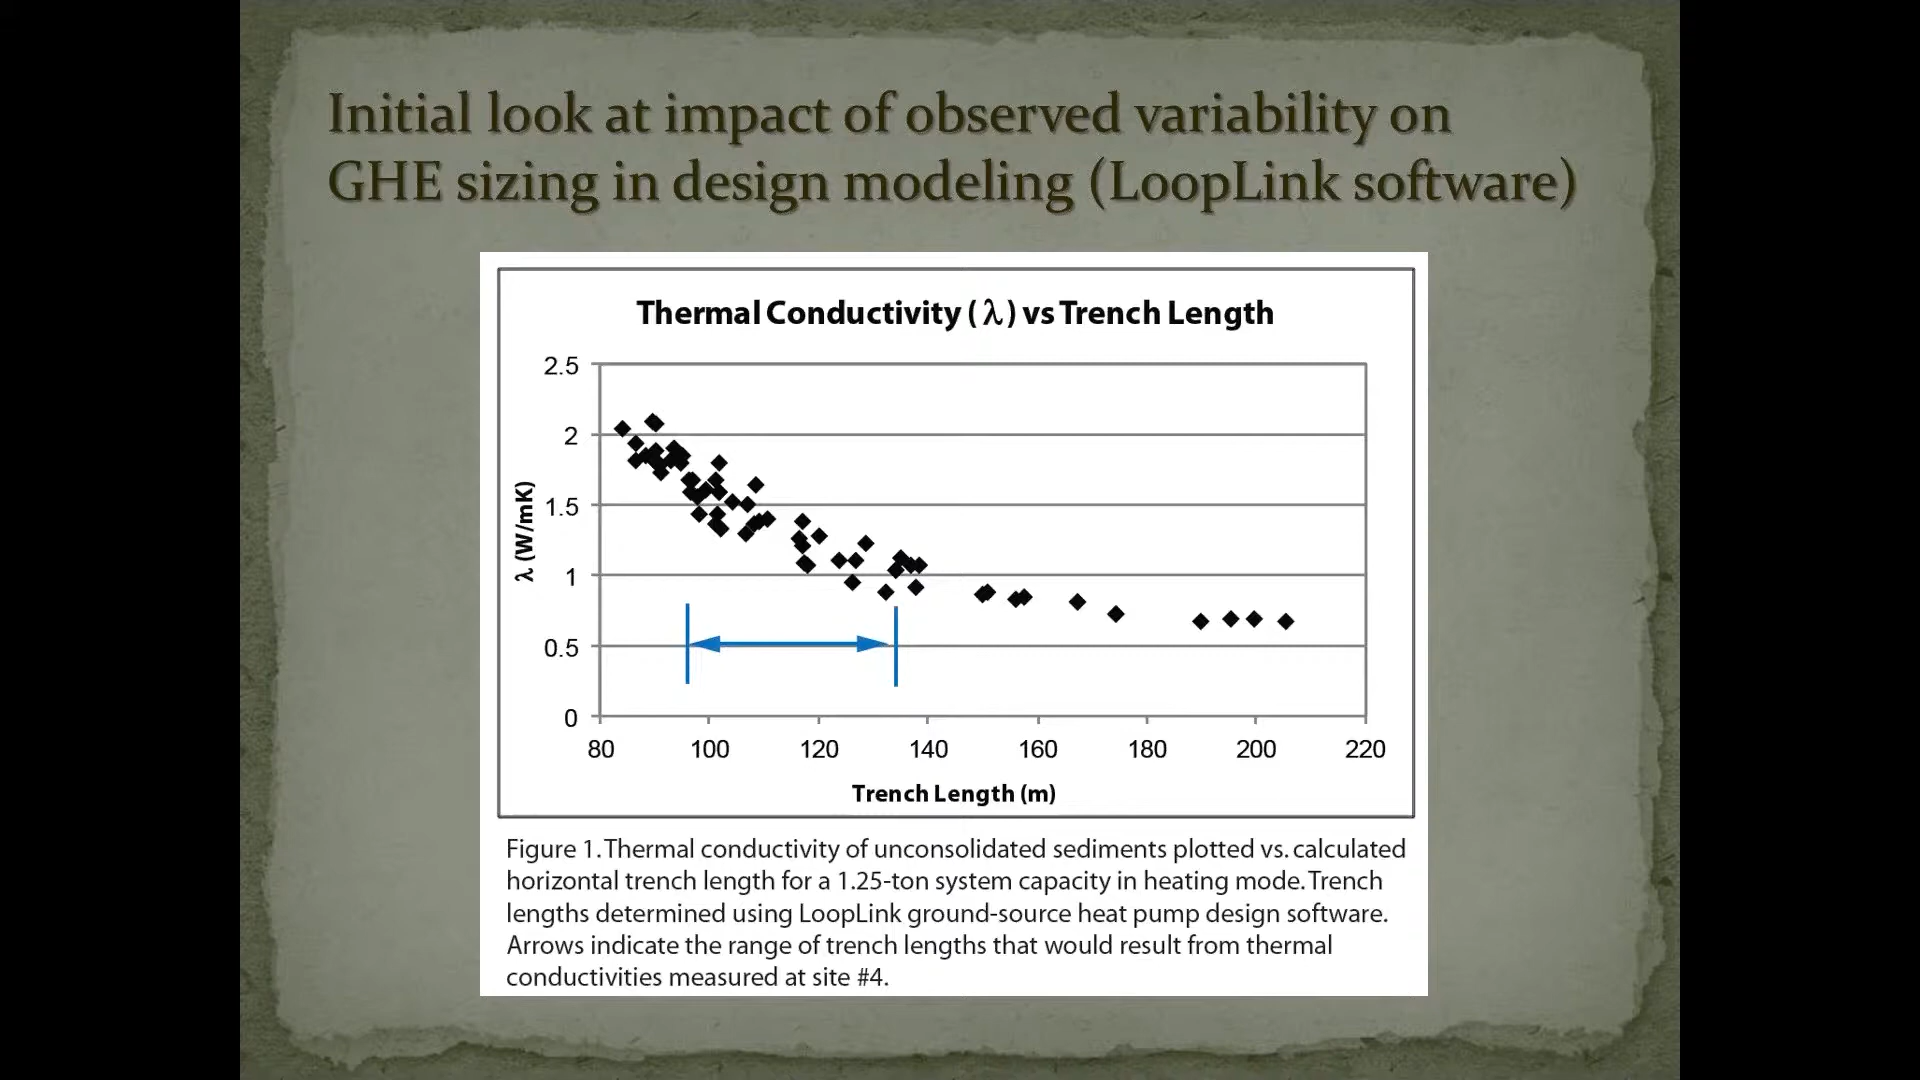 Initial look at impact of observed variability on
GHE sizing in design modeling (LoopLink software)
Thermal Conductivity (λ) vs Trench Length
2.5
2
1.5
1
0.5
0
λ (W/mK)
80 100 120 140 160 180 200 220
Trench Length (m)
Figure 1. Thermal conductivity of unconsolidated sediments plotted vs. calculated
horizontal trench length for a 1.25-ton system capacity in heating mode. Trench
lengths determined using LoopLink ground-source heat pump design software.
Arrows indicate the range of trench lengths that would result from thermal
conductivities measured at site #4.